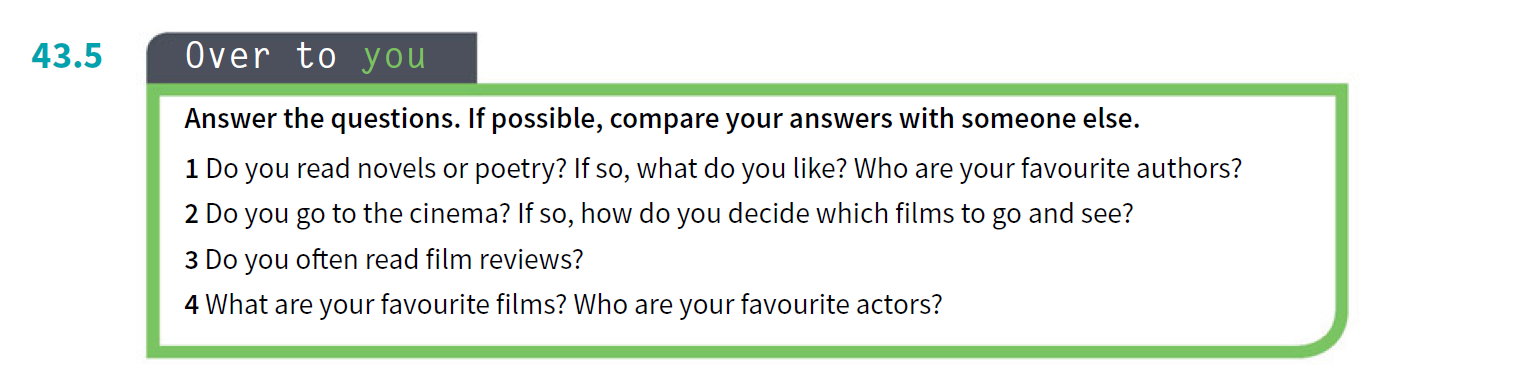 43.5
Over to you
Answer the questions. If possible, compare your answers with someone else.
1 Do you read novels or poetry? If so, what do you like? Who are your favourite authors?
2 Do you go to the cinema? If so, how do you decide which films to go and see?
3 Do you often read film reviews?
4 What are your favourite films? Who are your favourite actors?